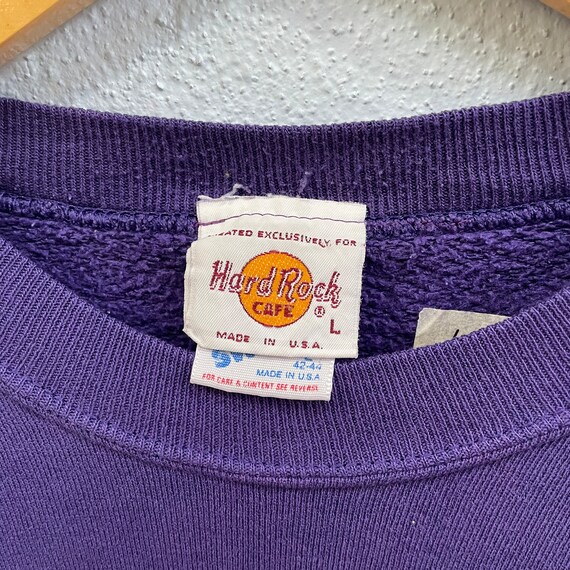 EXCLUSIVELY FOR
Hard Rock
CAFE ® L
MADE IN U.S.A.
42-44
MADE IN U.S.A
FOR CARE & CONTENT SEE REVERSE